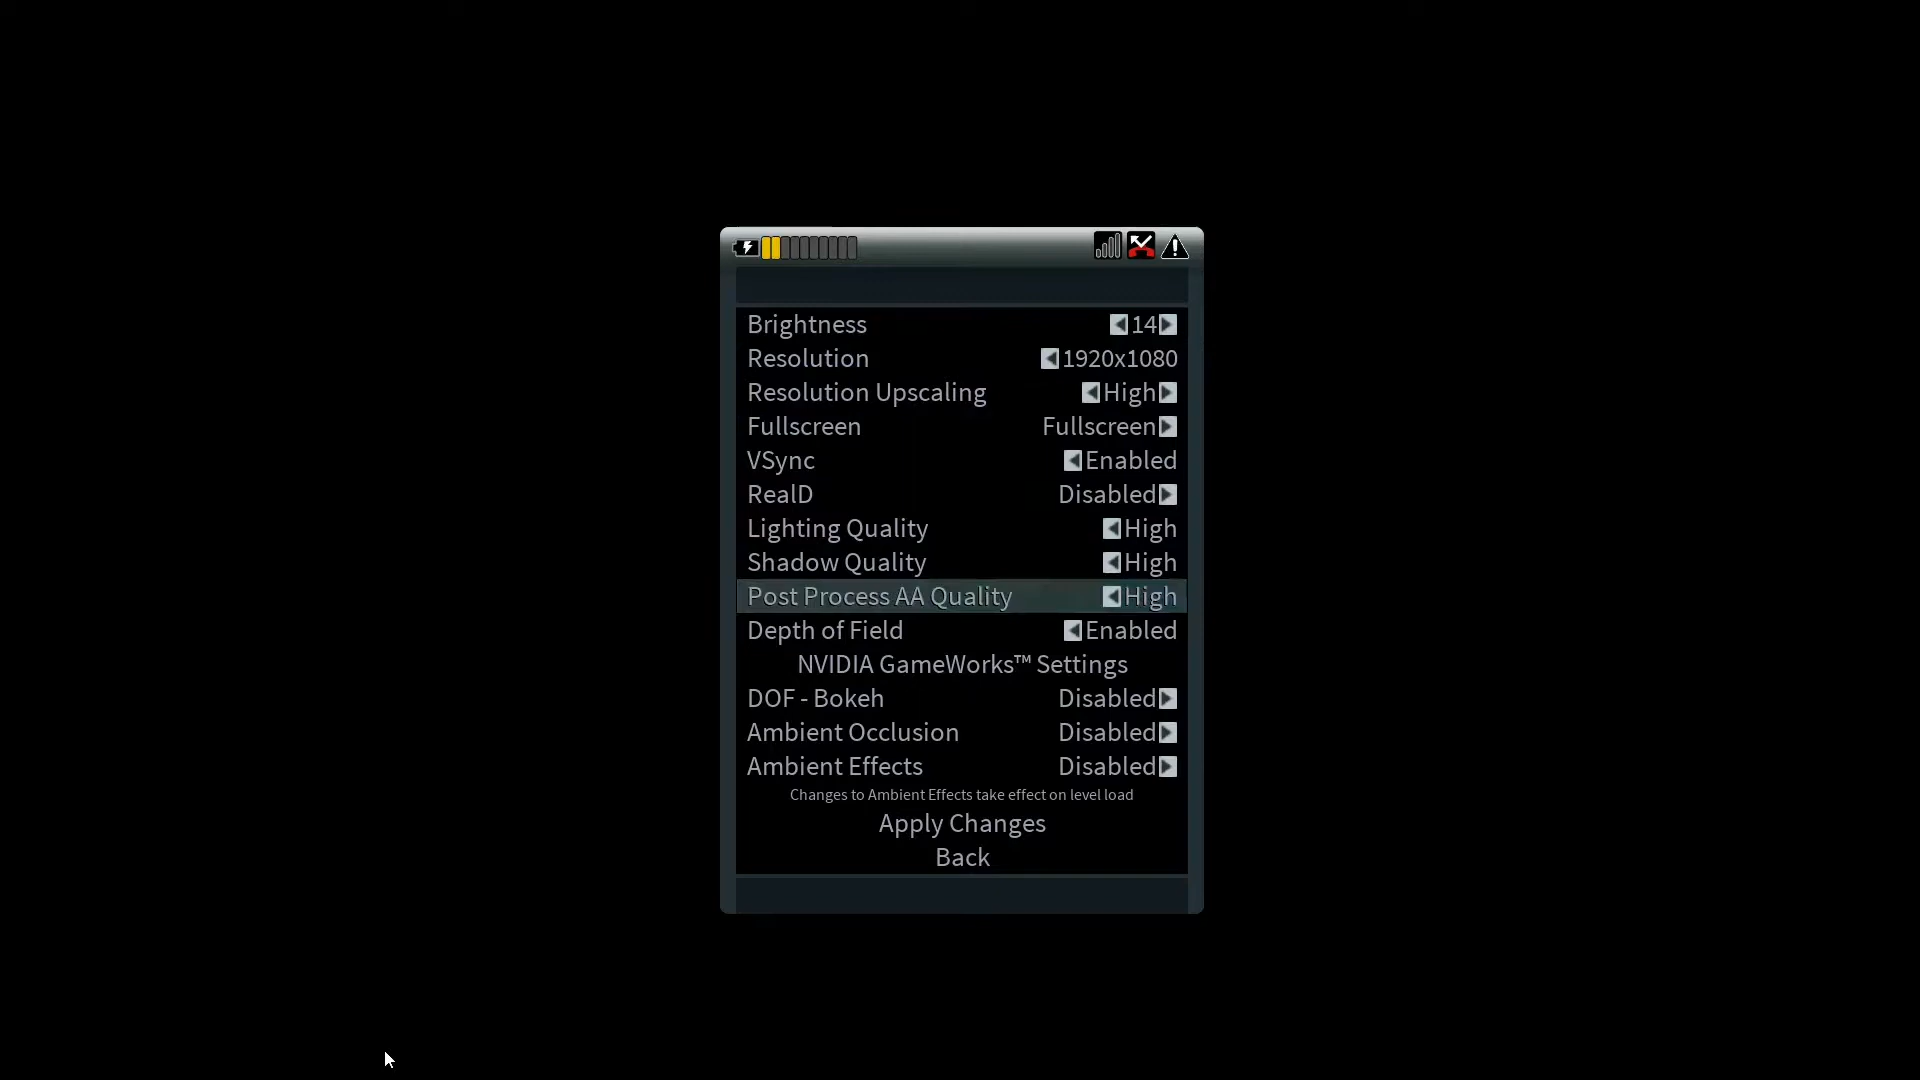 Brightness 14
Resolution 1920x1080
Resolution Upscaling High
Fullscreen Fullscreen
VSync Enabled
RealD Disabled
Lighting Quality High
Shadow Quality High
Post Process AA Quality High
Depth of Field Enabled
NVIDIA GameWorks™ Settings
DOF - Bokeh Disabled
Ambient Occlusion Disabled
Ambient Effects Disabled
Changes to Ambient Effects take effect on level load
Apply Changes
Back